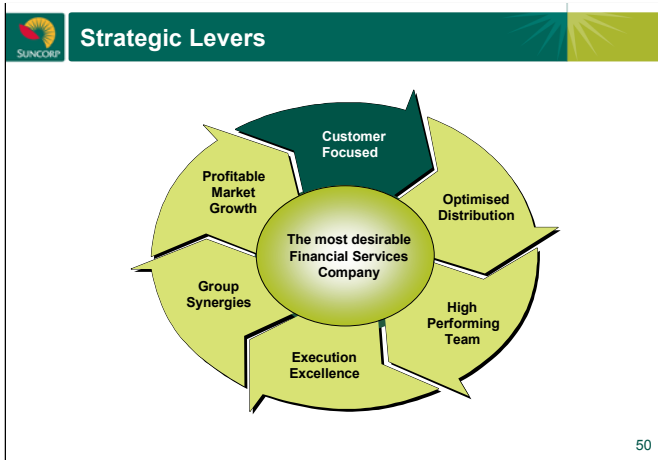 SUNCORP
Strategic Levers
Customer
Focused
Optimised
Distribution
High
Performing
Team
Execution
Excellence
Group
Synergies
Profitable
Market
Growth
The most desirable
Financial Services
Company
50